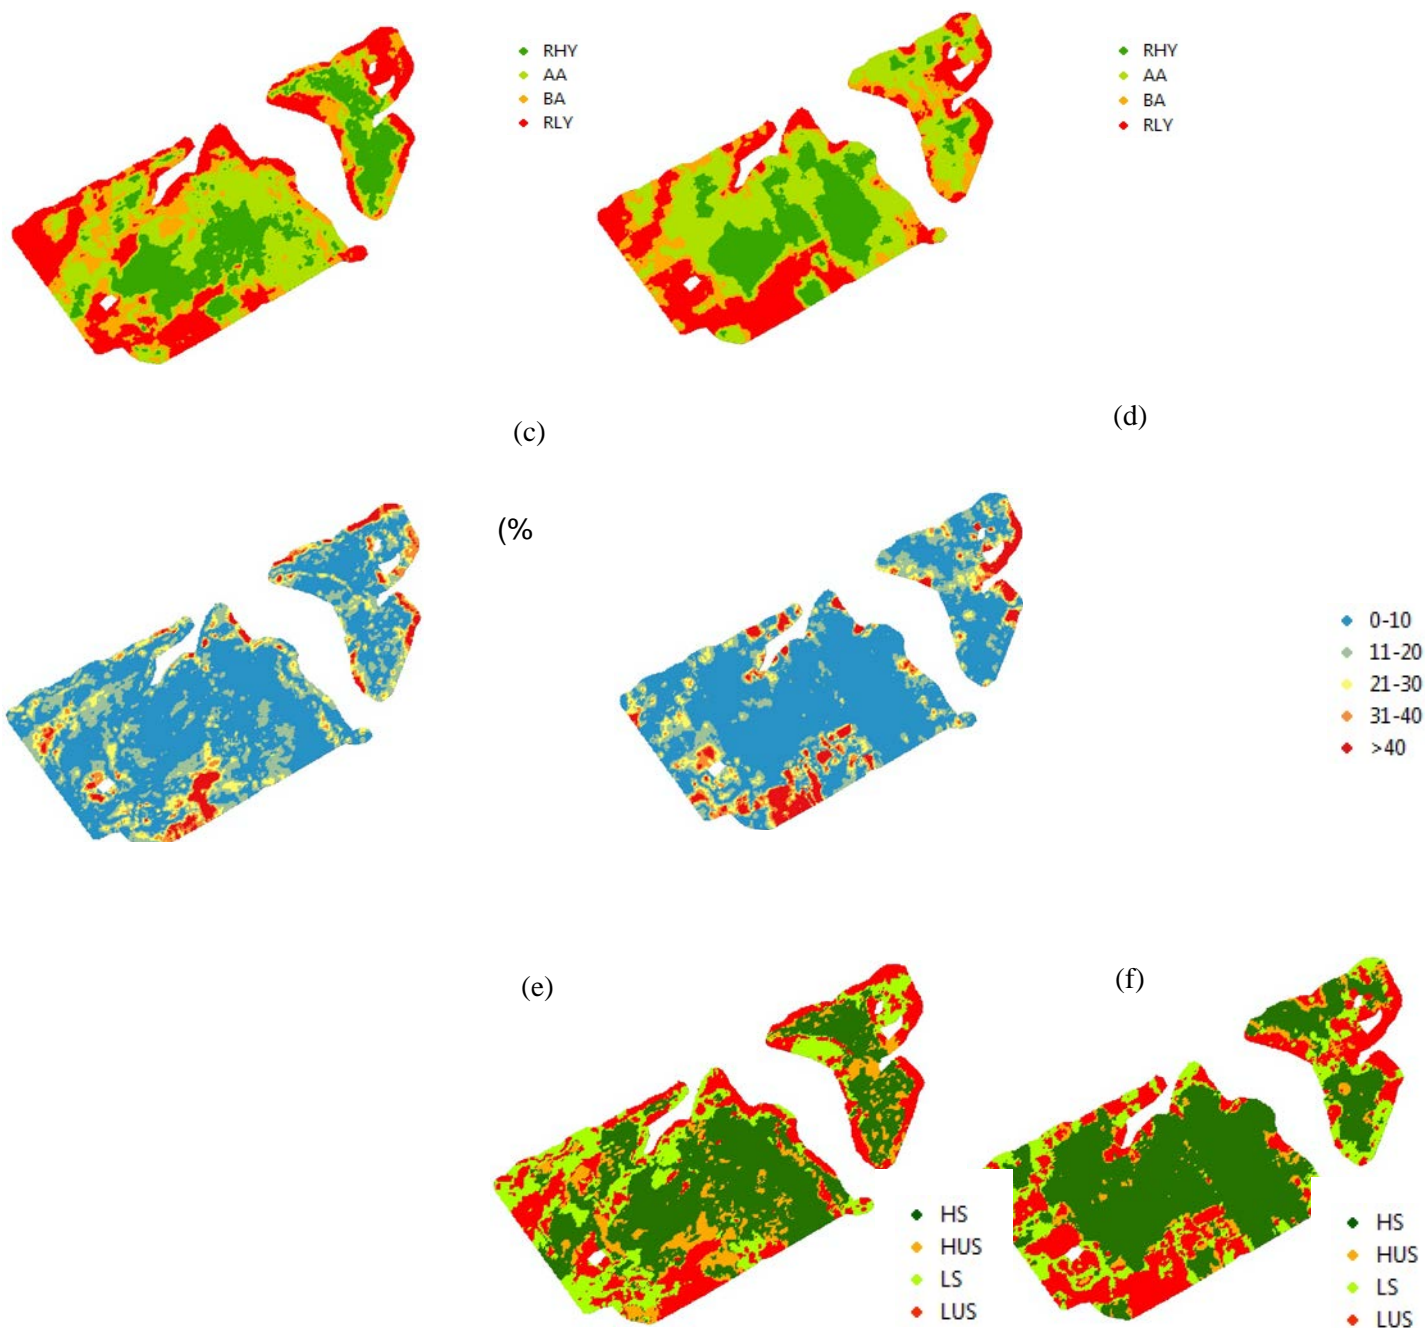 RHY
AA
BA
RLY
RHY
AA
BA
RLY
(c)
(d)
(%
0-10
11-20
21-30
31-40
>40
(e)
(f)
HS
HUS
LS
LUS
HS
HUS
LS
LUS